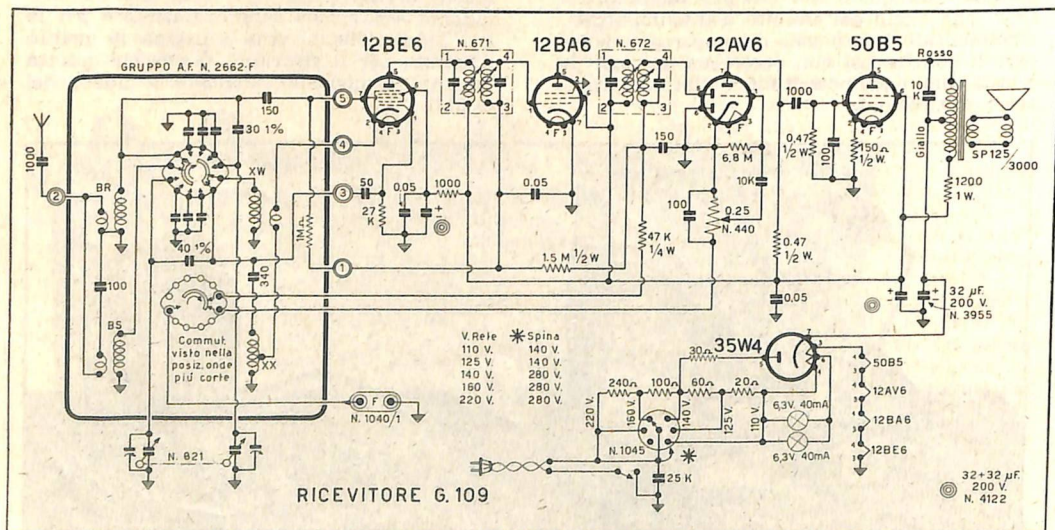 12BE6
12BA6
12AV6
50B5
N. 671
N. 672
GRUPPO A.F. N. 2662-F
Rosso
10
Giallo
SP 125/3000
1200
1 W.
1000
2
BR
150
30 1%
XW
5
4
3
1
1MΩ
50
27 K
0,05
1000
0.05
150
6,8 M
10K
100
0.25
N. 440
47 K
1/4 W
1.5 M 1/2 W
1000
0.47
1/2 W
100
150Ω
1/2 W.
0.47
1/2 W.
0,05
32 µF.
200 V.
N. 3955
40 1%
340
100
BS
XX
Commut.
visto nella
posiz. onde
più corte
F
N. 1040/1
N. 821
V. Rete Spina
110 V. 140 V.
125 V. 140 V.
140 V. 280 V.
160 V. 280 V.
220 V. 280 V.
35W4
30Ω
240Ω
100Ω
60Ω
20Ω
220 V.
160 V.
140 V.
125 V.
110 V.
N.1045
6,3V. 40mA
6,3V. 40mA
25 K
50B5
12AV6
12BA6
12BE6
RICEVITORE G. 109
32+32 µF.
200 V.
N. 4122